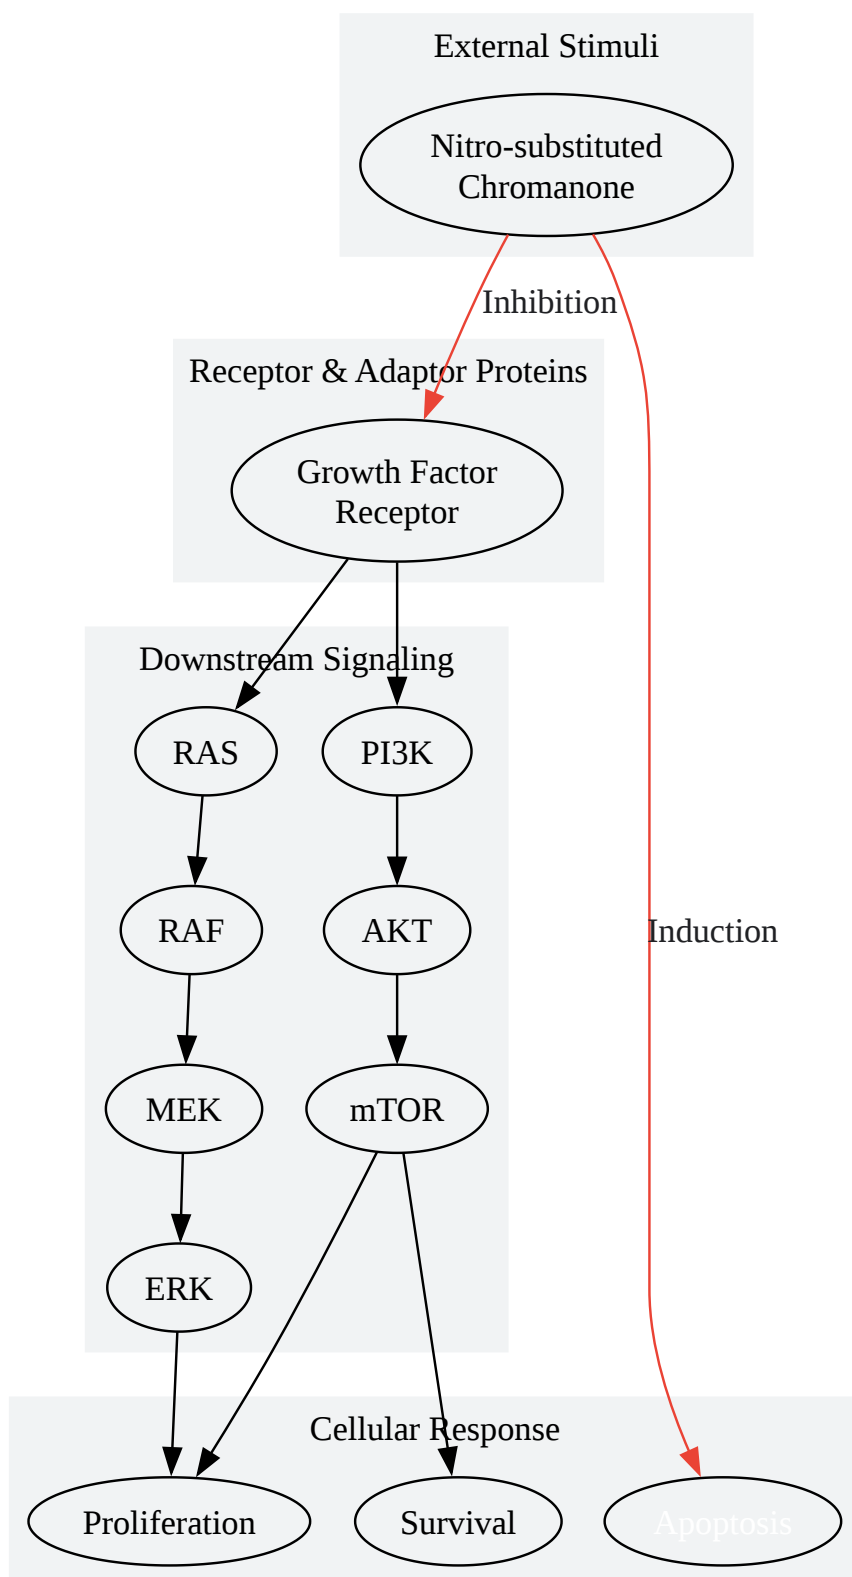 External Stimuli
Nitro-substituted
Chromanone
Inhibition
Receptor & Adaptor Proteins
Growth Factor
Receptor
Downstream Signaling
RAS
PI3K
RAF
AKT
Induction
MEK
mTOR
ERK
Cellular Response
Proliferation
Survival
Apoptosis